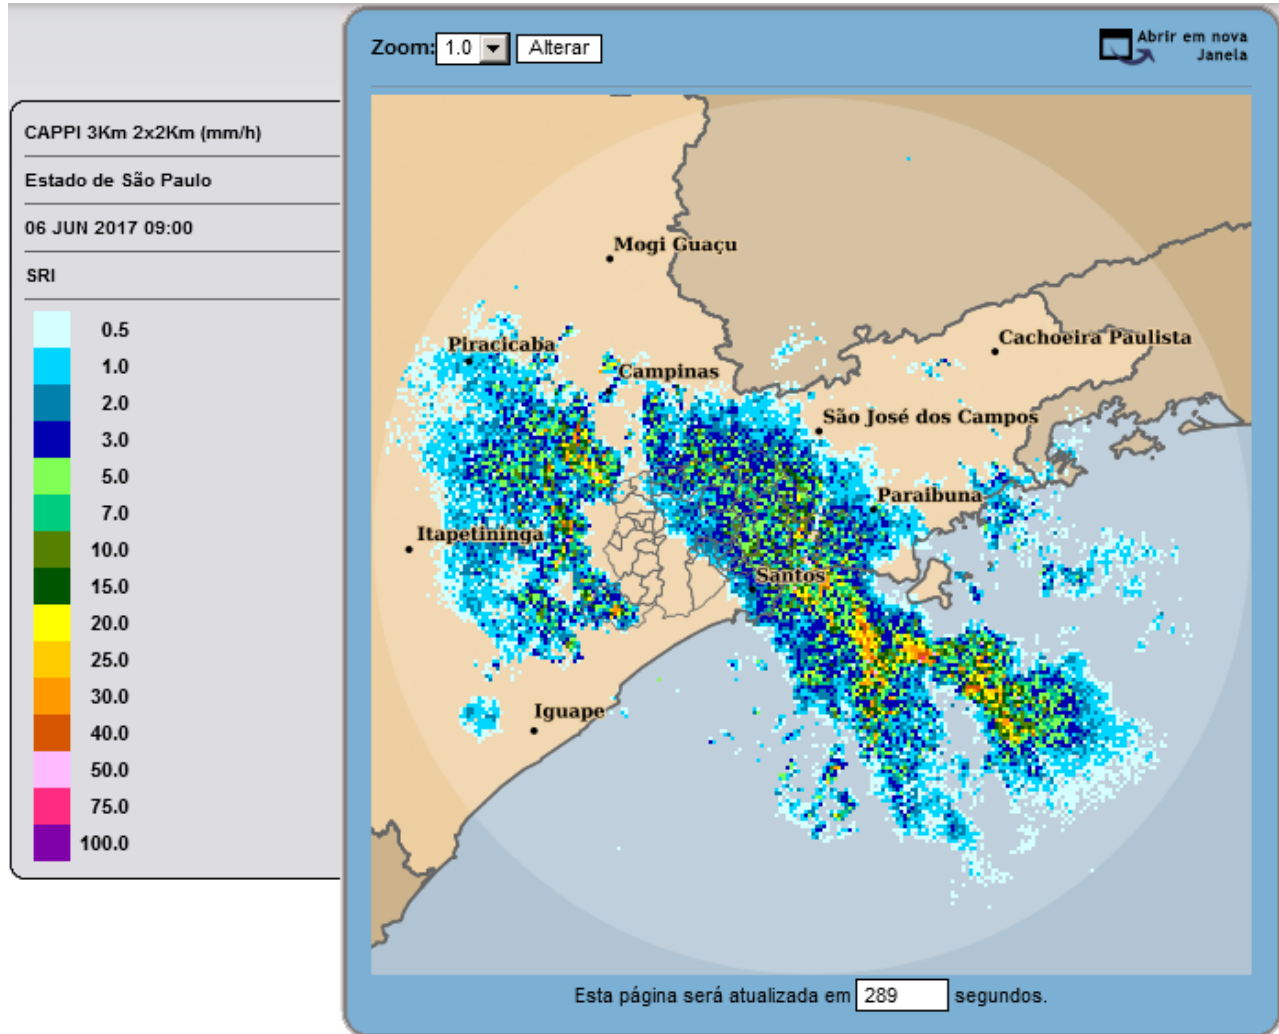 Zoom: 1.0 Alterar
Abrir em nova
Janela
CAPPI 3Km 2x2Km (mm/h)
Estado de São Paulo
06 JUN 2017 09:00
SRI
0.5
1.0
2.0
3.0
5.0
7.0
10.0
15.0
20.0
25.0
30.0
40.0
50.0
75.0
100.0
Mogi Guaçu
Cachoeira Paulista
Piracicaba
Campinas
São José dos Campos
Paraibuna
Itapetininga
Santos
Iguape
Esta página será atualizada em 289 segundos.